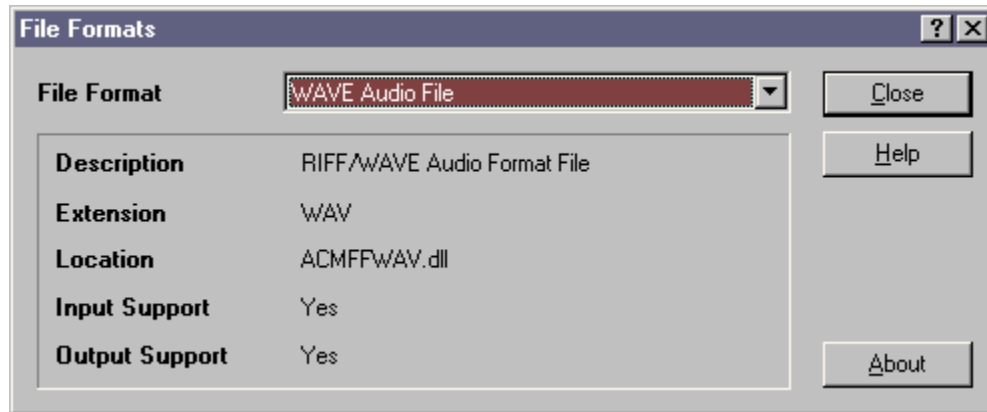 File Formats
File Format WAVE Audio File Close
Help
Description RIFF/WAVE Audio Format File
Extension WAV
Location ACMFFWAV.dll
Input Support Yes
Output Support Yes
About